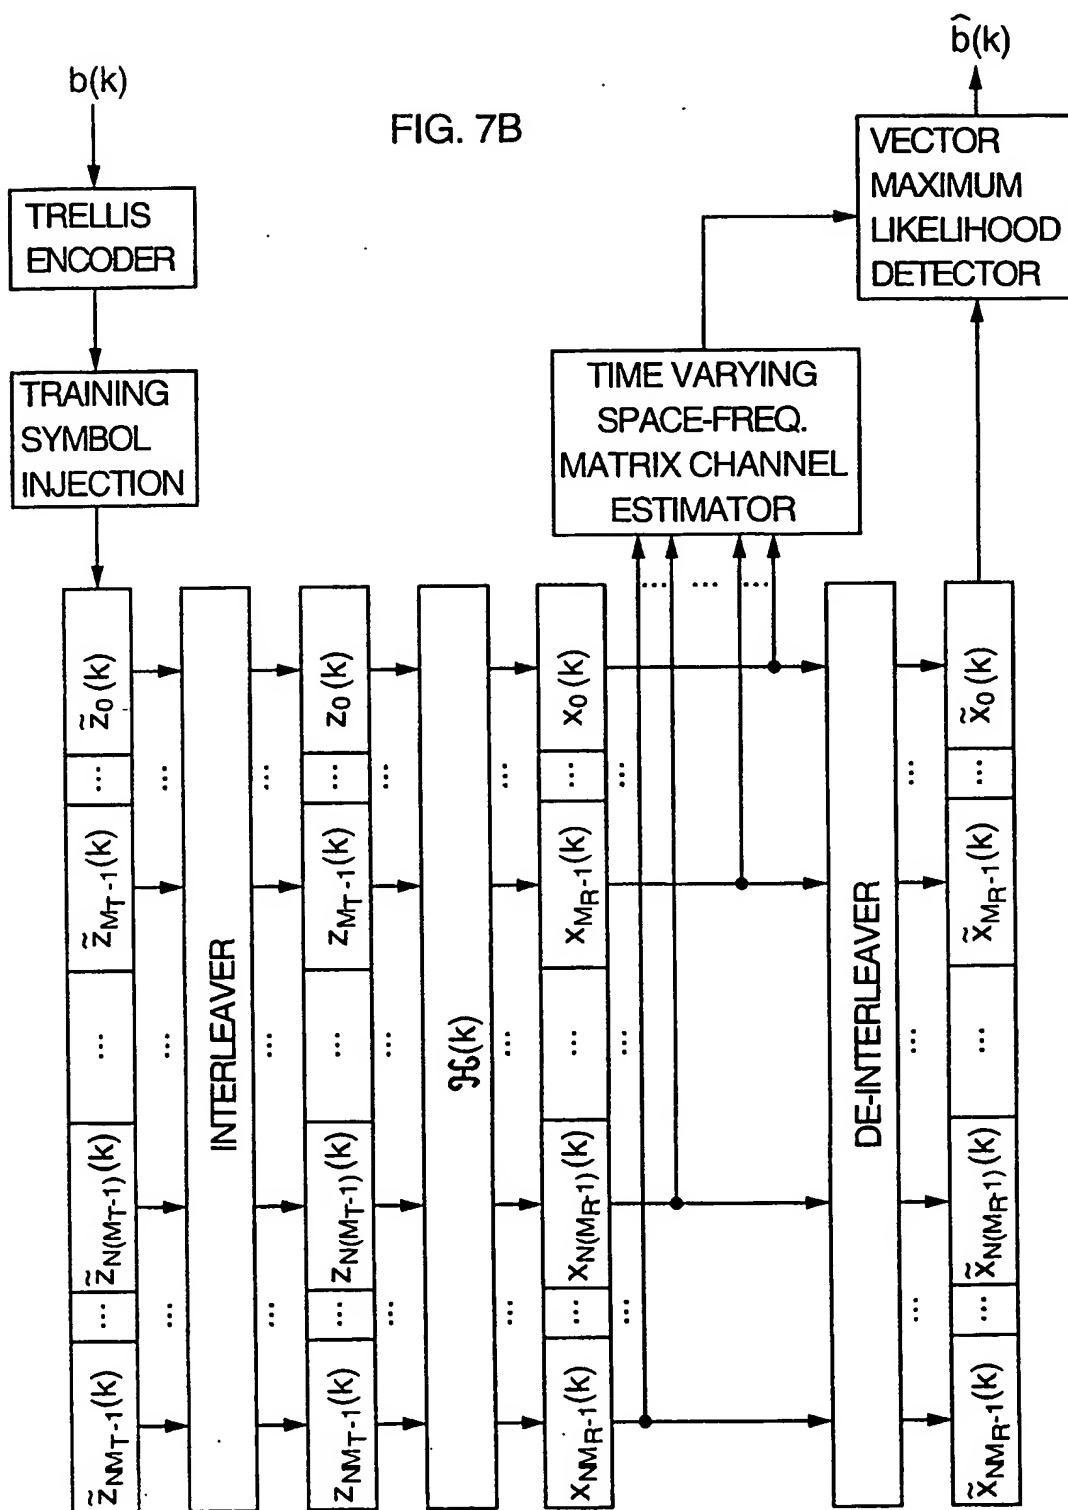 b(k)
FIG. 7B
b̂(k)
TRELLIS
ENCODER
TRAINING
SYMBOL
INJECTION
TIME VARYING
SPACE-FREQ.
MATRIX CHANNEL
ESTIMATOR
VECTOR
MAXIMUM
LIKELIHOOD
DETECTOR
z̃0(k)
...
z̃MT-1(k)
...
z̃N(MT-1)(k)
...
z̃NMT-1(k)
INTERLEAVER
z0(k)
...
zMT-1(k)
...
zN(MT-1)(k)
...
zNMT-1(k)
ℋ(k)
x0(k)
...
xMR-1(k)
...
xN(MR-1)(k)
...
xNMR-1(k)
DE-INTERLEAVER
x̃0(k)
...
x̃MR-1(k)
...
x̃N(MR-1)(k)
...
x̃NMR-1(k)